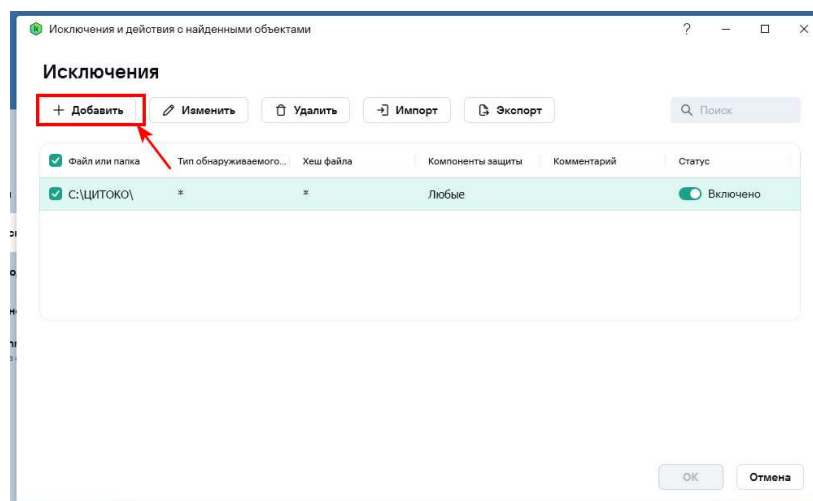 Исключения и действия с найденными объектами
?
Исключения
+ Добавить Изменить Удалить Импорт Экспорт Поиск
Файл или папка Тип обнаруживаемого... Хеш файла Компоненты защиты Комментарий Статус
С:\ЦИТОКО\ * * Любые Включено
ОК Отмена